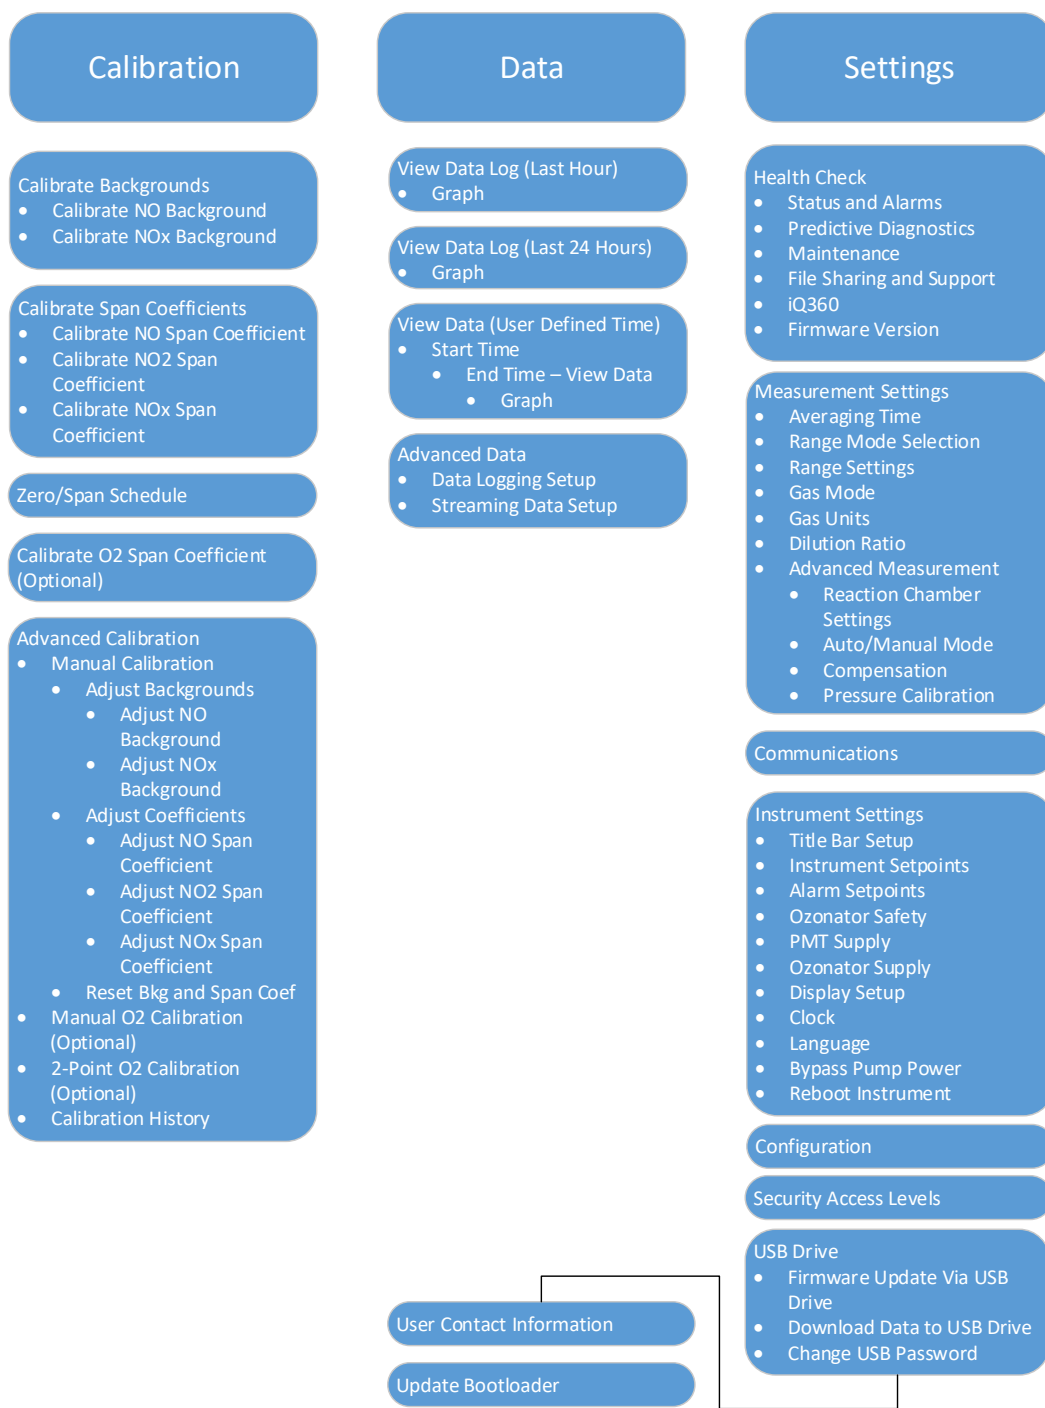 Calibration
Calibrate Backgrounds
• Calibrate NO Background
• Calibrate NOx Background
Calibrate Span Coefficients
• Calibrate NO Span Coefficient
• Calibrate NO2 Span
Coefficient
• Calibrate NOx Span
Coefficient
Zero/Span Schedule
Calibrate O2 Span Coefficient
(Optional)
Advanced Calibration
• Manual Calibration
• Adjust Backgrounds
• Adjust NO
Background
• Adjust NOx
Background
• Adjust Coefficients
• Adjust NO Span
Coefficient
• Adjust NO2 Span
Coefficient
• Adjust NOx Span
Coefficient
• Reset Bkg and Span Coef
• Manual O2 Calibration
(Optional)
• 2-Point O2 Calibration
(Optional)
• Calibration History
Data
View Data Log (Last Hour)
• Graph
View Data Log (Last 24 Hours)
• Graph
View Data (User Defined Time)
• Start Time
• End Time – View Data
• Graph
Advanced Data
• Data Logging Setup
• Streaming Data Setup
Settings
Health Check
• Status and Alarms
• Predictive Diagnostics
• Maintenance
• File Sharing and Support
• iQ360
• Firmware Version
Measurement Settings
• Averaging Time
• Range Mode Selection
• Range Settings
• Gas Mode
• Gas Units
• Dilution Ratio
• Advanced Measurement
• Reaction Chamber
Settings
• Auto/Manual Mode
• Compensation
• Pressure Calibration
Communications
Instrument Settings
• Title Bar Setup
• Instrument Setpoints
• Alarm Setpoints
• Ozonator Safety
• PMT Supply
• Ozonator Supply
• Display Setup
• Clock
• Language
• Bypass Pump Power
• Reboot Instrument
Configuration
Security Access Levels
USB Drive
• Firmware Update Via USB
Drive
• Download Data to USB Drive
• Change USB Password
User Contact Information
Update Bootloader